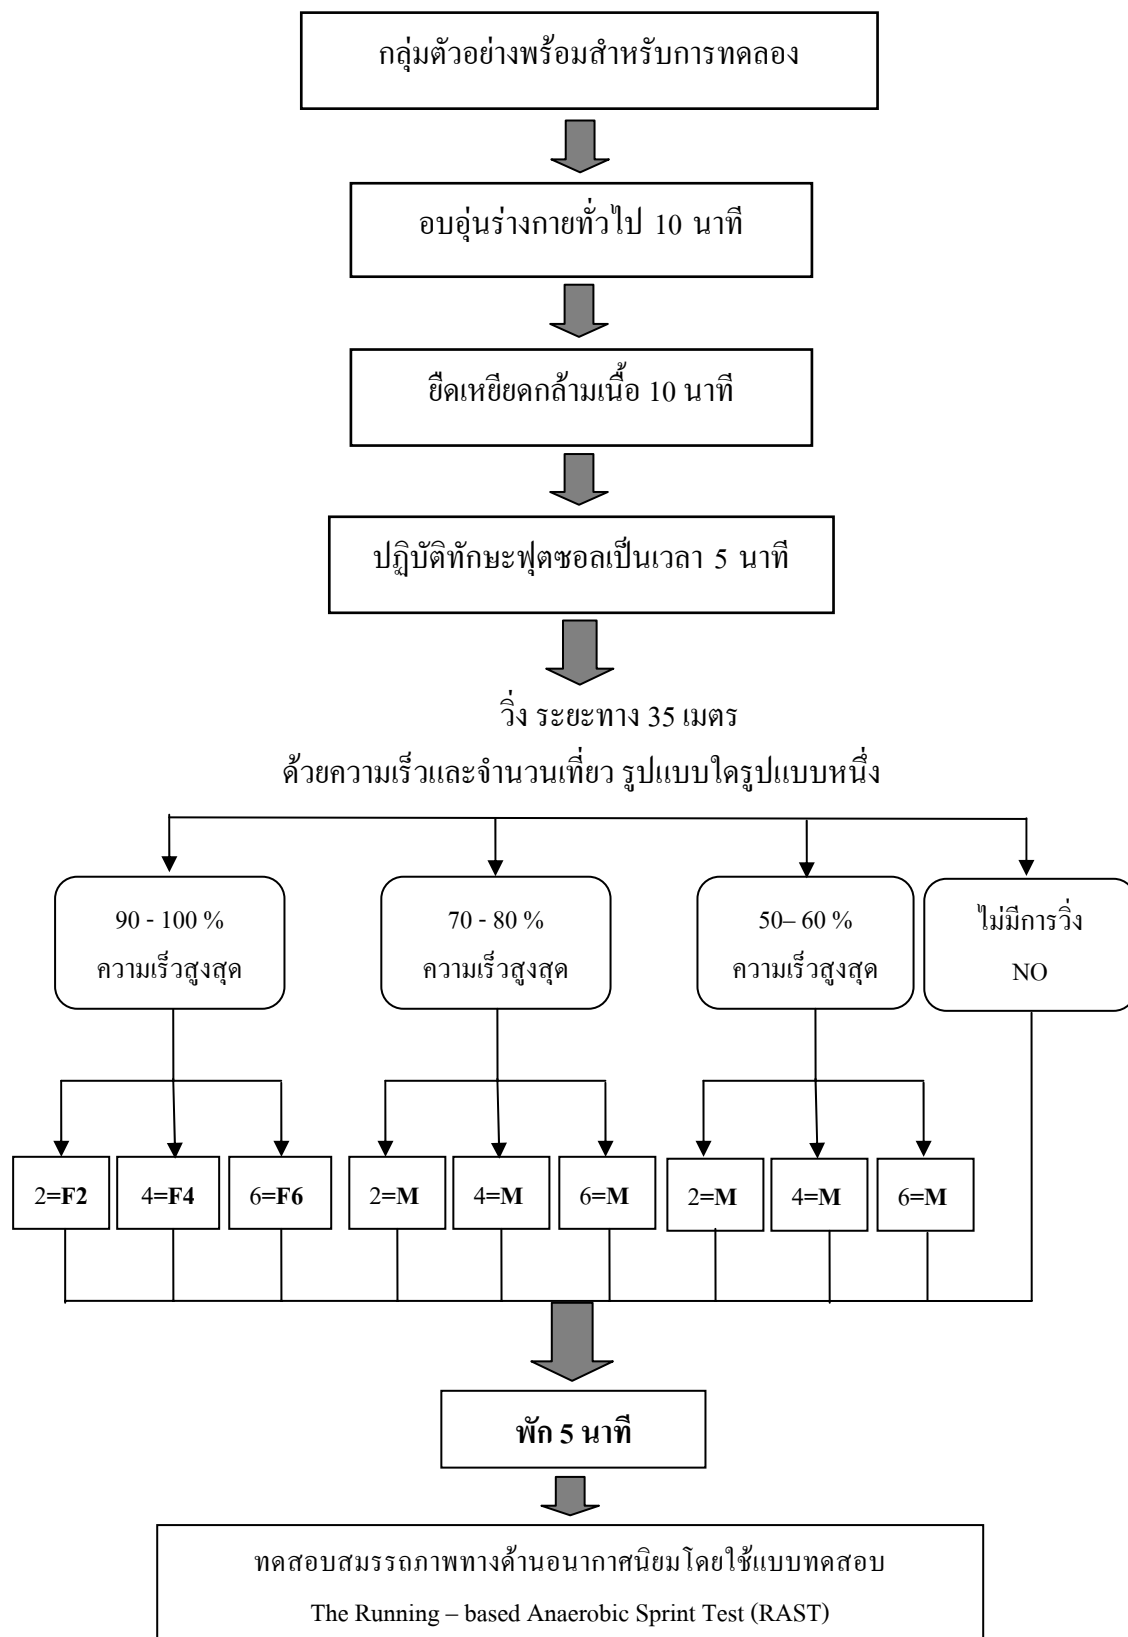 กลุ่มตัวอย่างพร้อมสำหรับการทดลอง
อบอุ่นร่างกายทั่วไป 10 นาที
ยืดเหยียดกล้ามเนื้อ 10 นาที
ปฏิบัติทักษะฟุตซอลเป็นเวลา 5 นาที
วิ่ง ระยะทาง 35 เมตร
ด้วยความเร็วและจำนวนเที่ยว รูปแบบใดรูปแบบหนึ่ง
90 - 100 %
ความเร็วสูงสุด
70 - 80 %
ความเร็วสูงสุด
50– 60 %
ความเร็วสูงสุด
ไม่มีการวิ่ง
NO
2=F2
4=F4
6=F6
2=M
4=M
6=M
2=M
4=M
6=M
พัก 5 นาที
ทดสอบสมรรถภาพทางด้านอนากาศนิยมโดยใช้แบบทดสอบ
The Running – based Anaerobic Sprint Test (RAST)